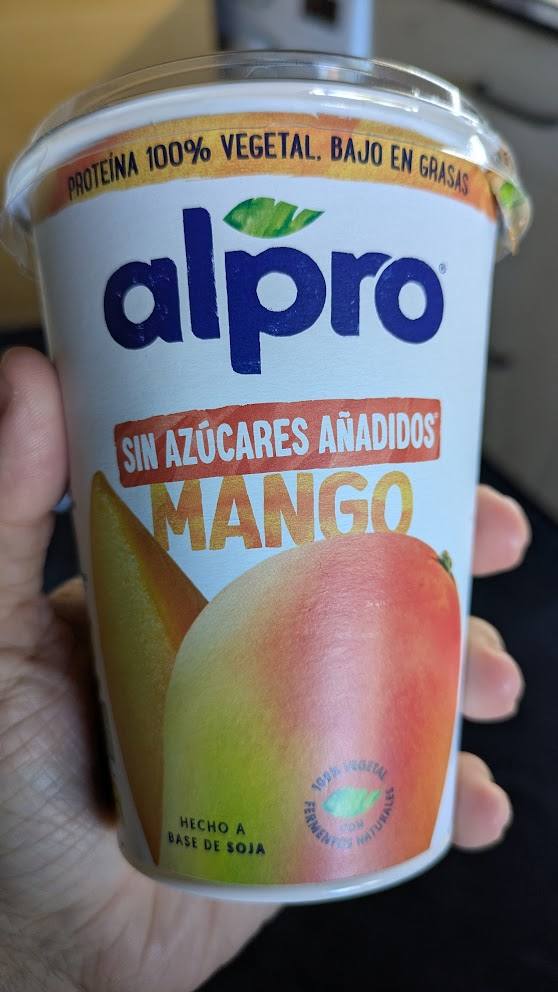 PROTEÍNA 100% VEGETAL. BAJO EN GRASAS
alpro®
SIN AZÚCARES AÑADIDOS*
MANGO
HECHO A
BASE DE SOJA
100% VEGETAL
CON
FERMENTOS NATURALES